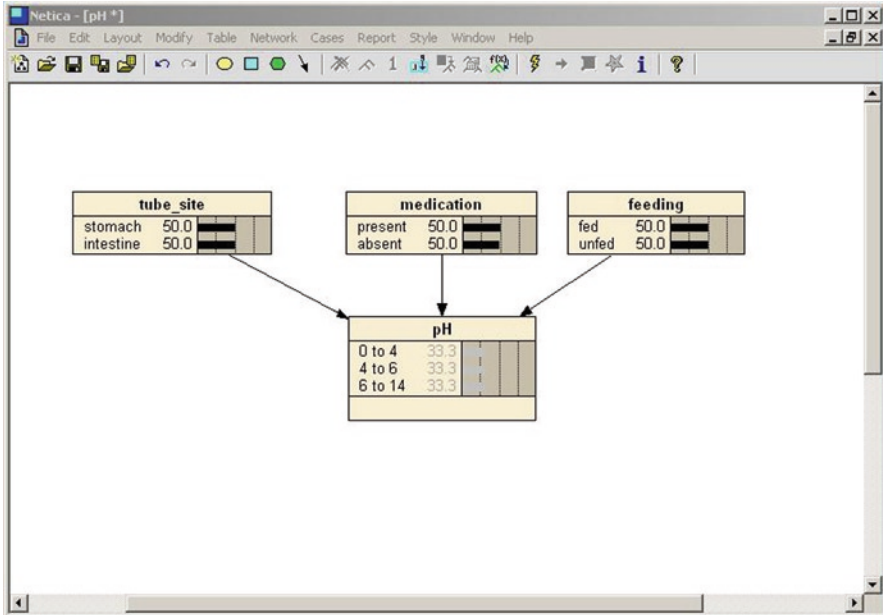 Netica - [pH *]
File Edit Layout Modify Table Network Cases Report Style Window Help
1 f(x) i ?
tube_site
stomach 50.0
intestine 50.0
medication
present 50.0
absent 50.0
feeding
fed 50.0
unfed 50.0
pH
0 to 4 33.3
4 to 6 33.3
6 to 14 33.3